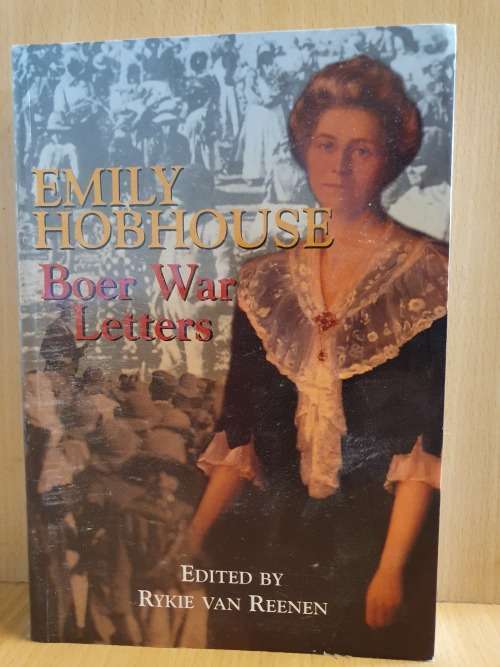 EMILY
HOBHOUSE
Boer War
Letters
EDITED BY
RYKIE VAN REENEN